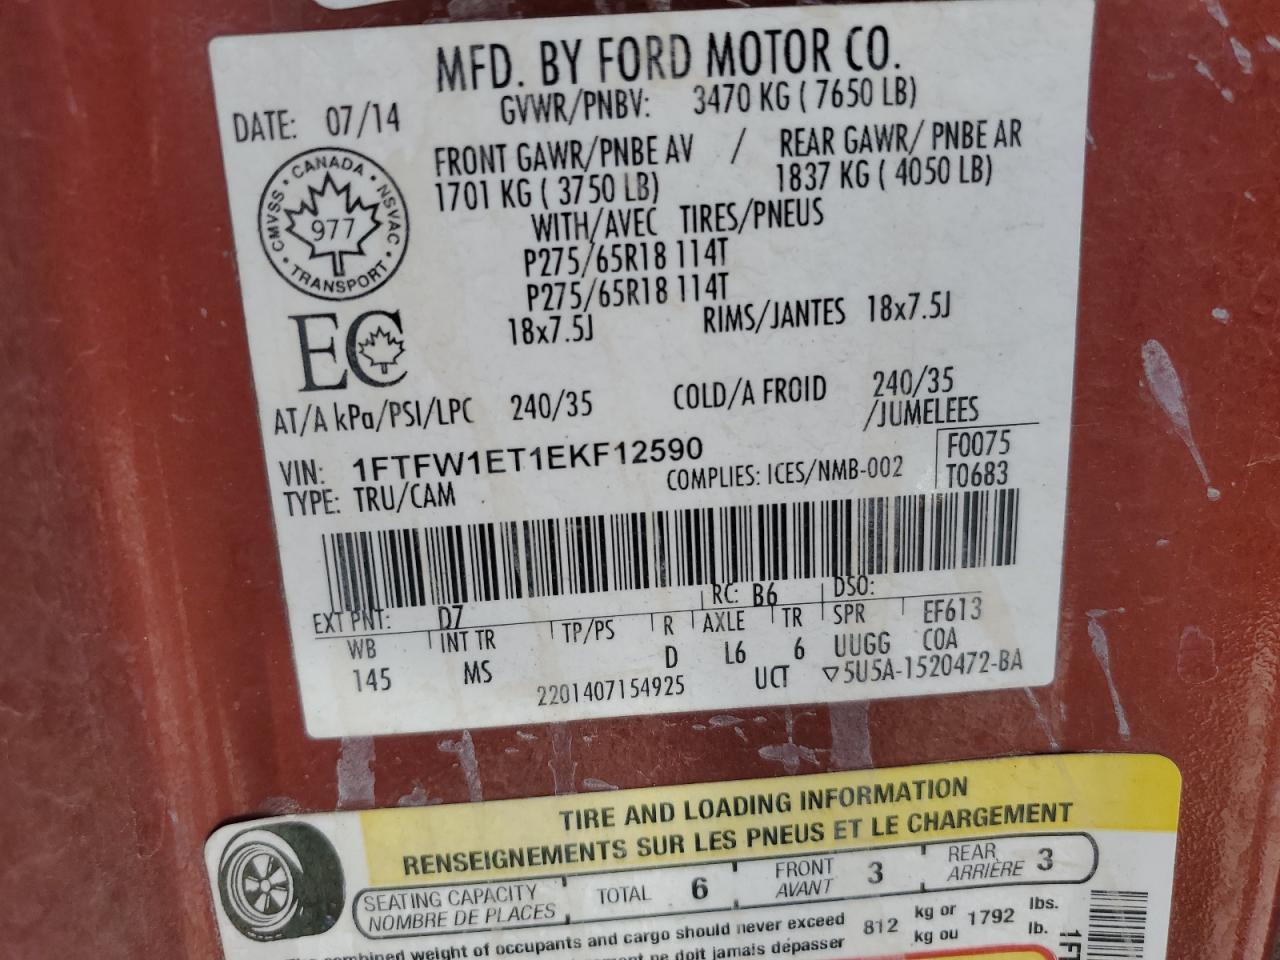 MFD. BY FORD MOTOR CO.
DATE: 07/14 GVWR/PNBV: 3470 KG ( 7650 LB)
FRONT GAWR/PNBE AV / REAR GAWR/ PNBE AR
1701 KG ( 3750 LB) 1837 KG ( 4050 LB)
WITH/AVEC TIRES/PNEUS
P275/65R18 114T
P275/65R18 114T
18x7.5J RIMS/JANTES 18x7.5J
CMVSS • CANADA • NSVAC • TRANSPORT •
977
EC
AT/A kPa/PSI/LPC 240/35 COLD/A FROID 240/35
/JUMELEES
VIN: 1FTFW1ET1EKF12590 F0075
TYPE: TRU/CAM COMPLIES: ICES/NMB-002 T0683
EXT PNT: D7 RC: B6 DSO:
WB INT TR TP/PS R AXLE TR SPR EF613
145 MS D L6 6 UUGG COA
2201407154925 UCT ▽5U5A-1520472-BA
TIRE AND LOADING INFORMATION
RENSEIGNEMENTS SUR LES PNEUS ET LE CHARGEMENT
SEATING CAPACITY TOTAL 6 FRONT 3 REAR 3
NOMBRE DE PLACES AVANT ARRIÈRE
combined weight of occupants and cargo should never exceed 812 kg or 1792 lbs.
ne doit jamais dépasser kg ou lb.
1FT